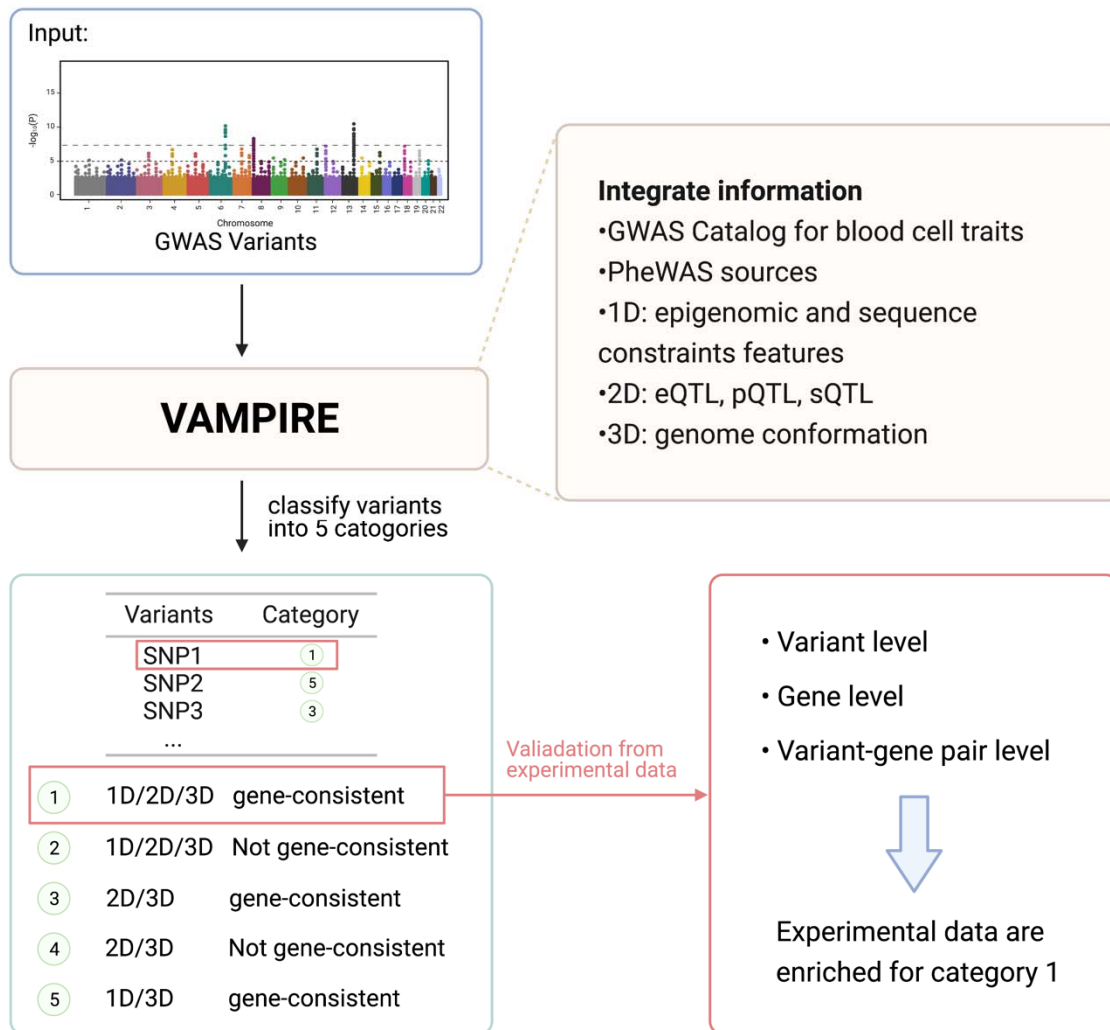 Input:
15
10
5
0
-log₁₀(P)
1 2 3 4 5 6 7 8 9 10 11 12 13 14 15 16 17 18 19 20 21 22
Chromosome
GWAS Variants
VAMPIRE
Integrate information
•GWAS Catalog for blood cell traits
•PheWAS sources
•1D: epigenomic and sequence
constraints features
•2D: eQTL, pQTL, sQTL
•3D: genome conformation
classify variants
into 5 catogories
Variants Category
SNP1 1
SNP2 5
SNP3 3
...
1 1D/2D/3D gene-consistent
2 1D/2D/3D Not gene-consistent
3 2D/3D gene-consistent
4 2D/3D Not gene-consistent
5 1D/3D gene-consistent
Valiadation from
experimental data
• Variant level
• Gene level
• Variant-gene pair level
Experimental data are
enriched for category 1